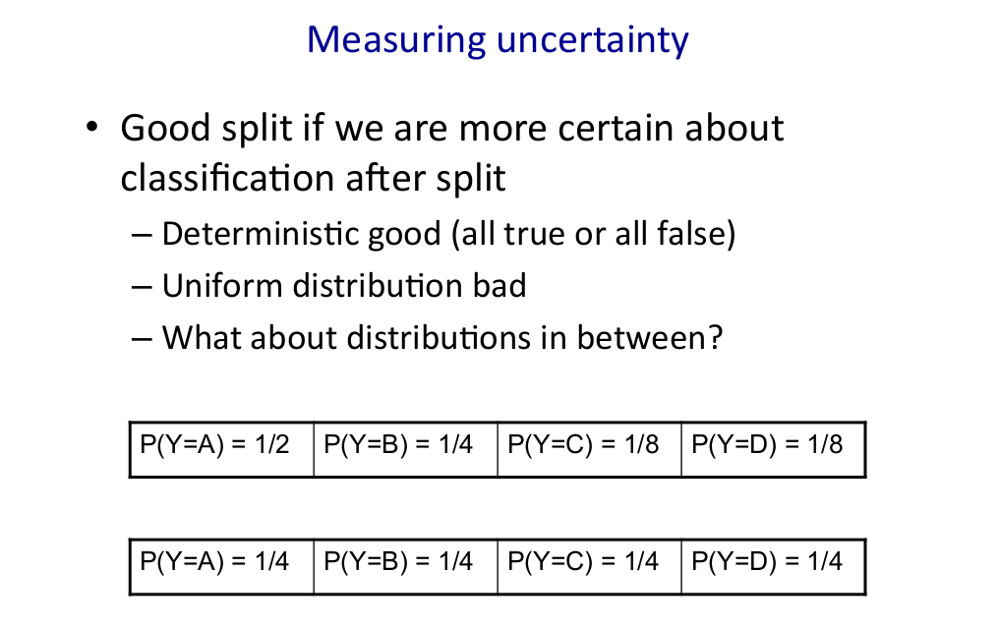 Measuring uncertainty
• Good split if we are more certain about
classification after split
– Deterministic good (all true or all false)
– Uniform distribution bad
– What about distributions in between?
P(Y=A) = 1/2 P(Y=B) = 1/4 P(Y=C) = 1/8 P(Y=D) = 1/8
P(Y=A) = 1/4 P(Y=B) = 1/4 P(Y=C) = 1/4 P(Y=D) = 1/4